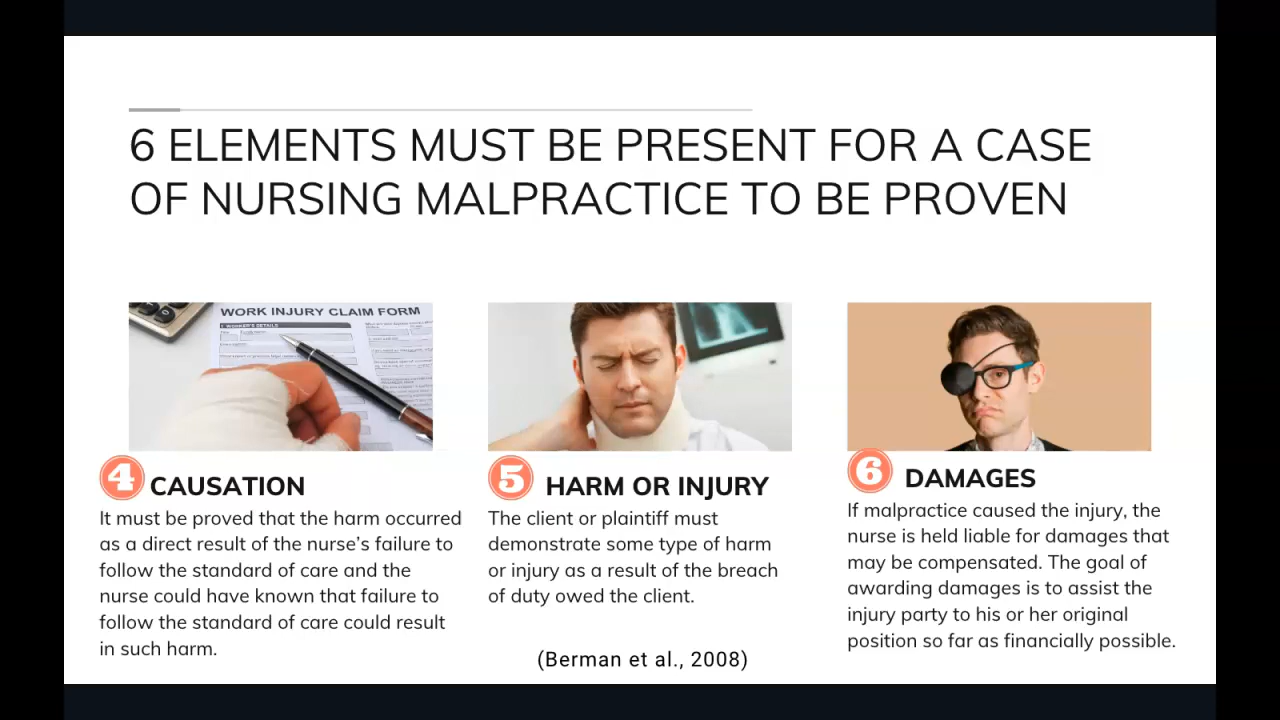 6 ELEMENTS MUST BE PRESENT FOR A CASE
OF NURSING MALPRACTICE TO BE PROVEN
WORK INJURY CLAIM FORM
4 CAUSATION
It must be proved that the harm occurred
as a direct result of the nurse's failure to
follow the standard of care and the
nurse could have known that failure to
follow the standard of care could result
in such harm.
5 HARM OR INJURY
The client or plaintiff must
demonstrate some type of harm
or injury as a result of the breach
of duty owed the client.
6 DAMAGES
If malpractice caused the injury, the
nurse is held liable for damages that
may be compensated. The goal of
awarding damages is to assist the
injury party to his or her original
position so far as financially possible.
(Berman et al., 2008)